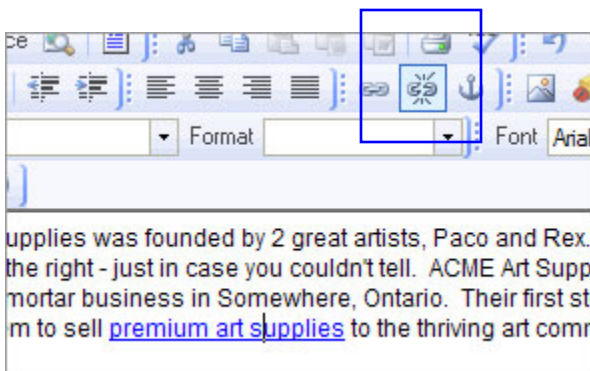 ce
Format
Font Arial
upplies was founded by 2 great artists, Paco and Rex.
the right - just in case you couldn't tell. ACME Art Supp
mortar business in Somewhere, Ontario. Their first st
m to sell premium art supplies to the thriving art comm